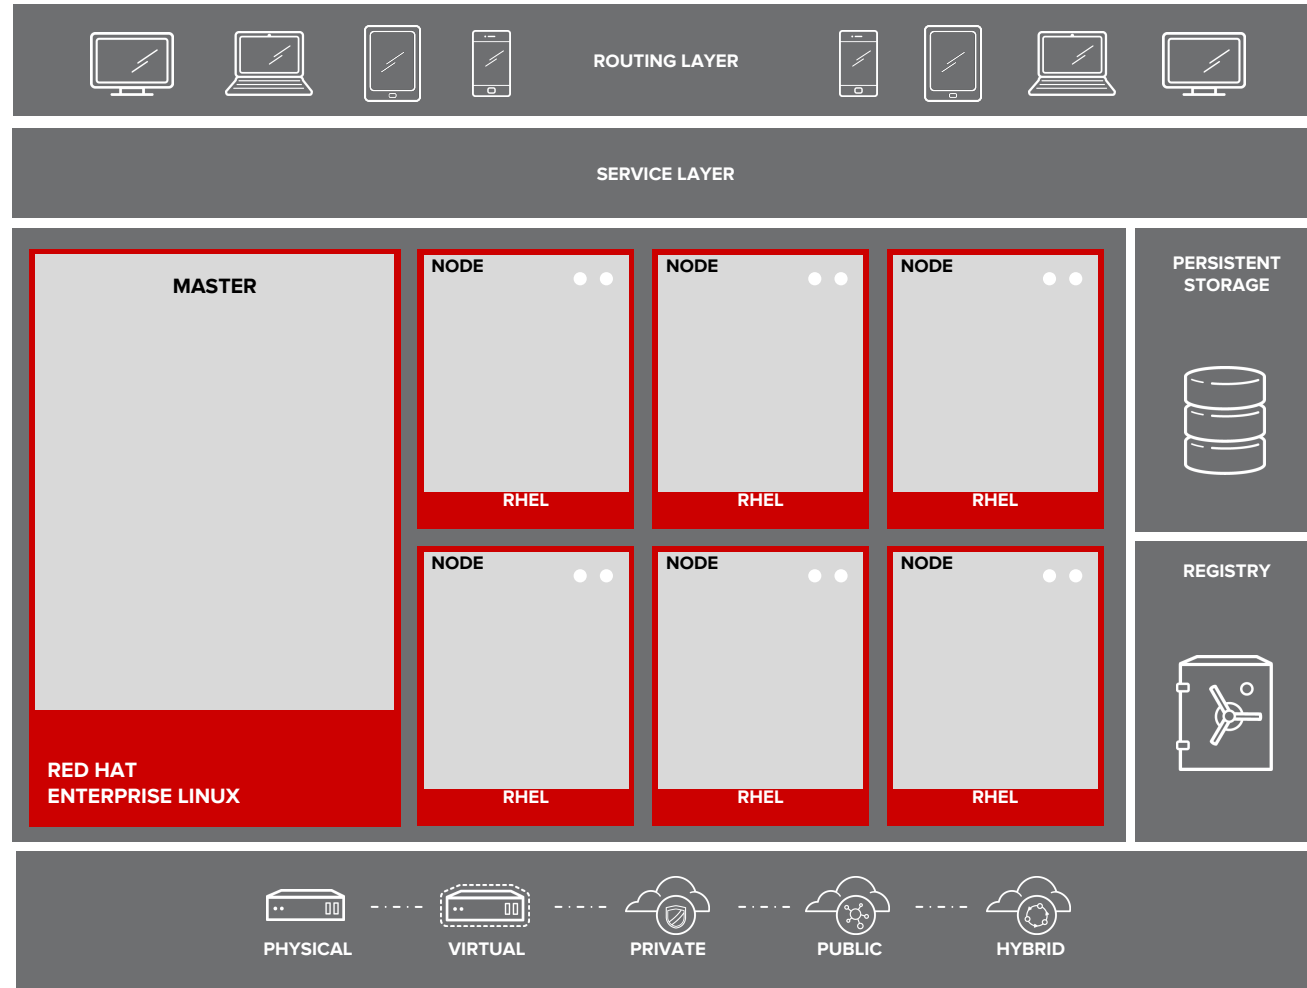 ROUTING LAYER
SERVICE LAYER
MASTER
RED HAT
ENTERPRISE LINUX
NODE
RHEL
NODE
RHEL
NODE
RHEL
NODE
RHEL
NODE
RHEL
NODE
RHEL
PERSISTENT
STORAGE
REGISTRY
PHYSICAL
VIRTUAL
PRIVATE
PUBLIC
HYBRID